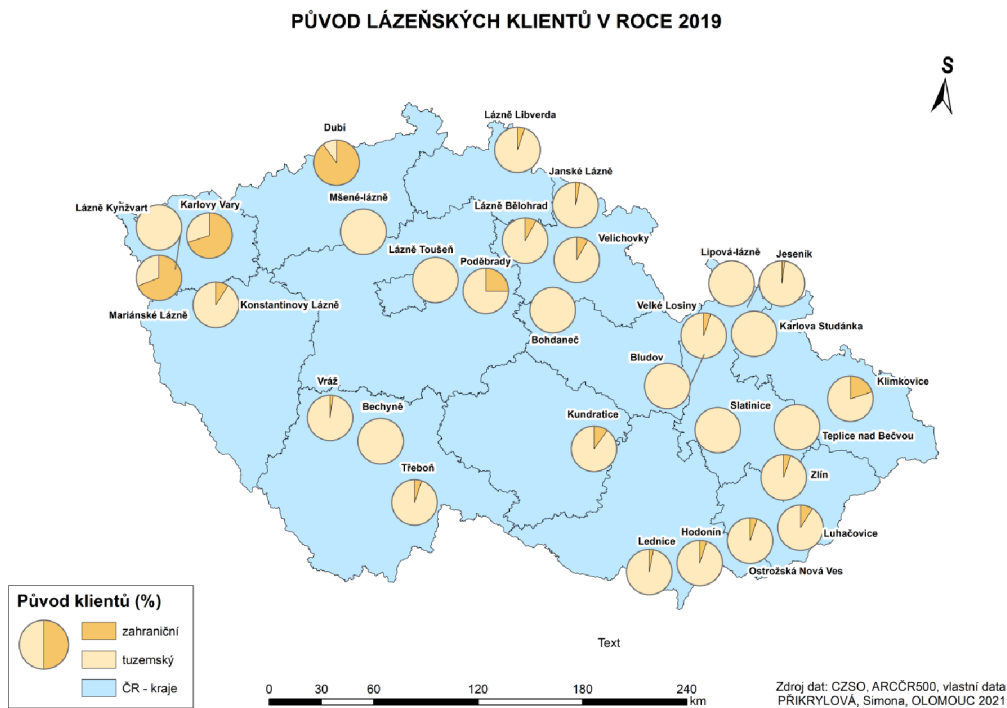 PŮVOD LÁZEŇSKÝCH KLIENTŮ V ROCE 2019
S
Lázně Libverda
Dubí
Janské Lázně
Mšené-lázně
Lázně Kynžvart
Karlovy Vary
Lázně Bělohrad
Velichovky
Lázně Toušeň
Poděbrady
Lipová-lázně
Jeseník
Mariánské Lázně
Konstantinovy Lázně
Velké Losiny
Karlova Studánka
Bohdaneč
Bludov
Klimkovice
Vráž
Bechyně
Kundratice
Slatinice
Teplice nad Bečvou
Třeboň
Zlín
Luhačovice
Lednice
Hodonín
Ostrožská Nová Ves
Původ klientů (%)
zahraniční
tuzemský
ČR - kraje
Text
0 30 60 120 180 240
km
Zdroj dat: CZSO, ARCČR500, vlastní data
PŘIKRYLOVÁ, Simona, OLOMOUC 2021